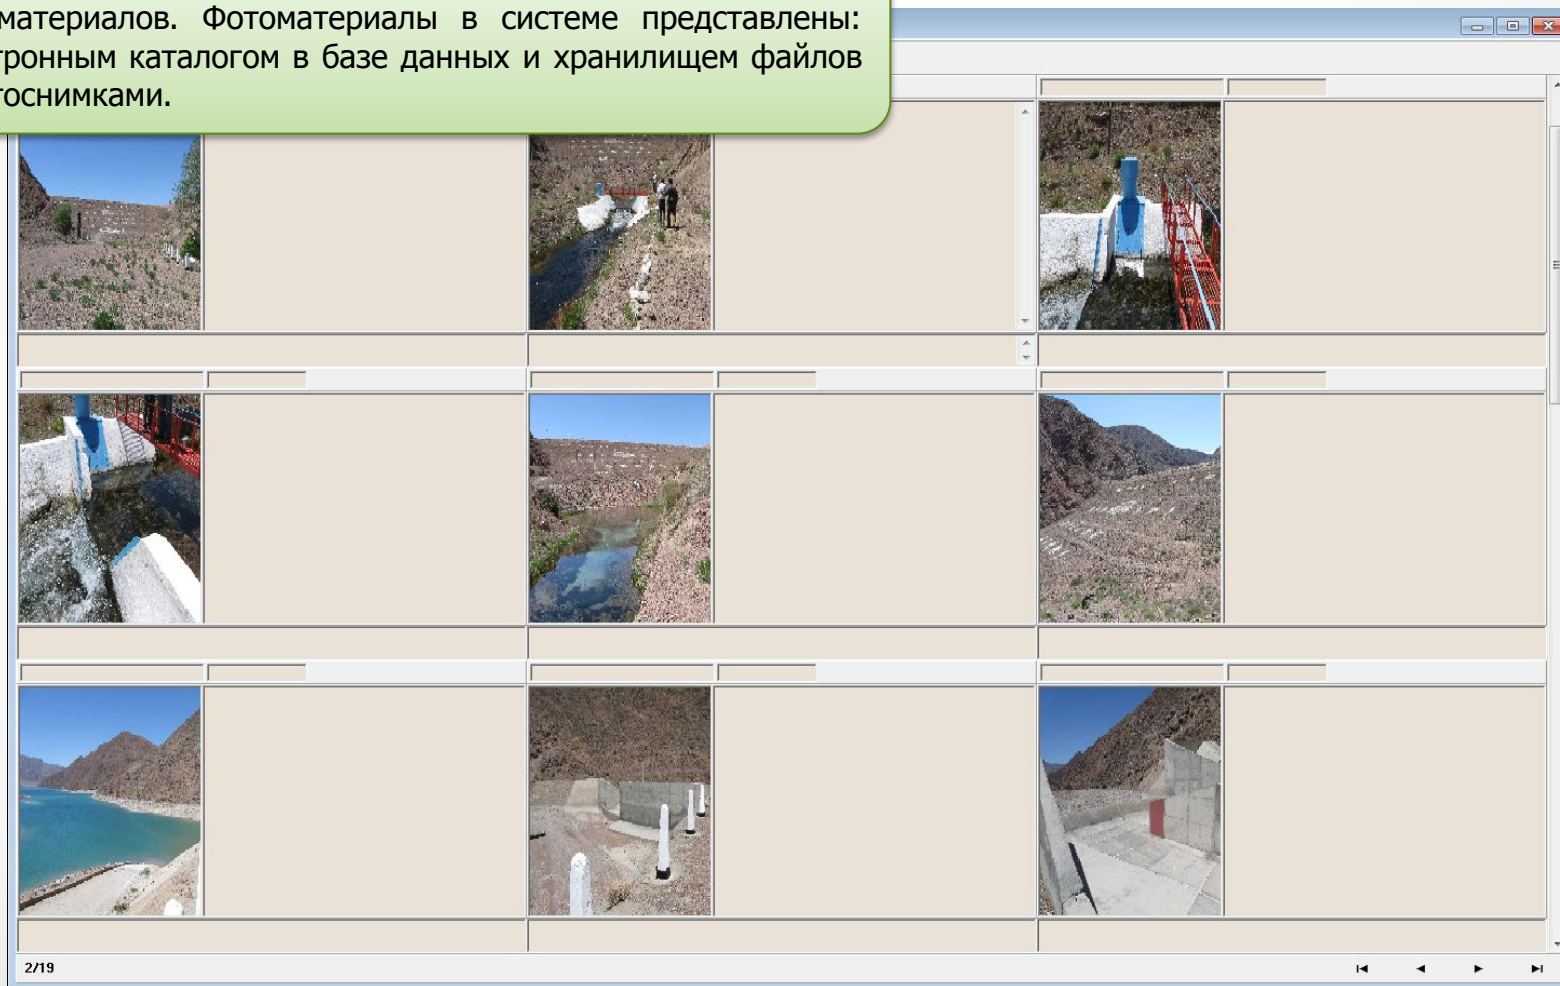 материалов. Фотоматериалы в системе представлены:
тронным каталогом в базе данных и хранилищем файлов
тоснимками.
2/19